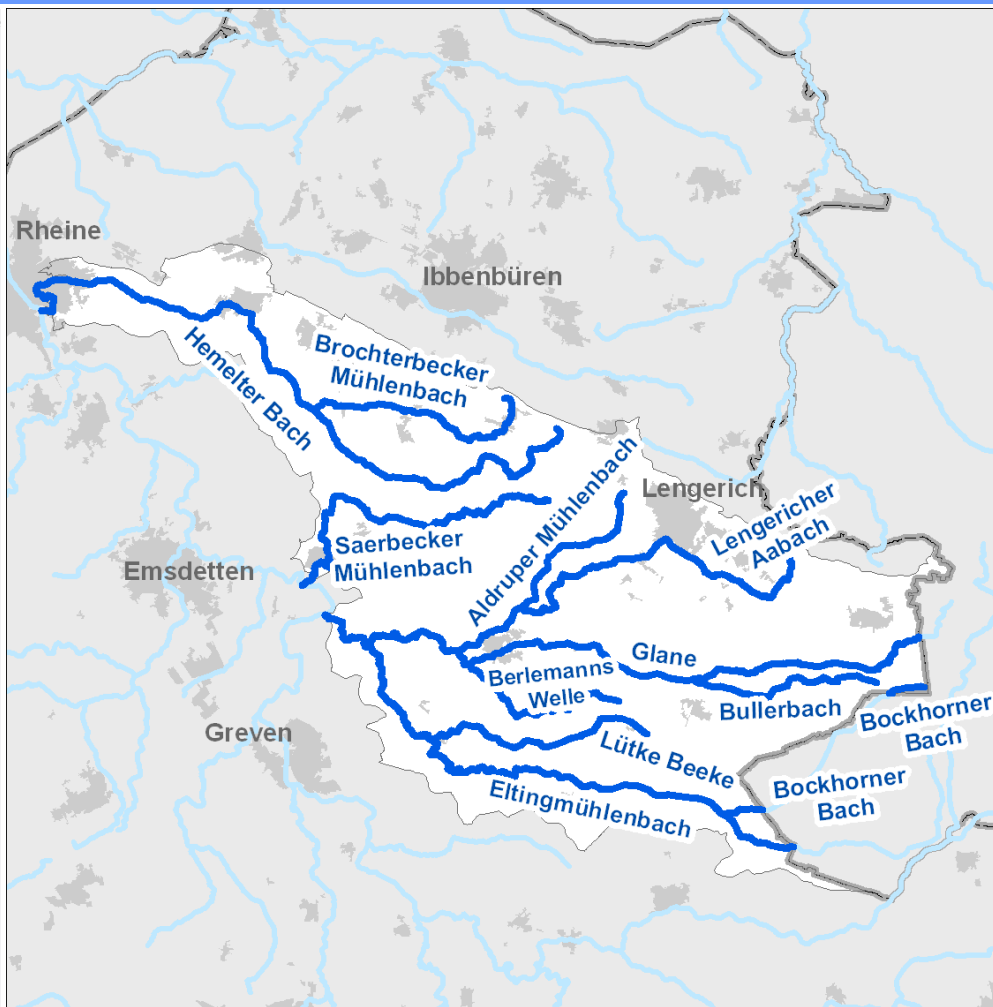 Rheine
Ibbenbüren
Brochterbecker
Mühlenbach
Hemelter Bach
Aldruper Mühlenbach
Lengerich
Lengericher
Aabach
Saerbecker
Mühlenbach
Emsdetten
Glane
Berlemanns
Welle
Bullerbach
Bockhorner
Bach
Greven
Lütke Beeke
Bockhorner
Bach
Eltingmühlenbach